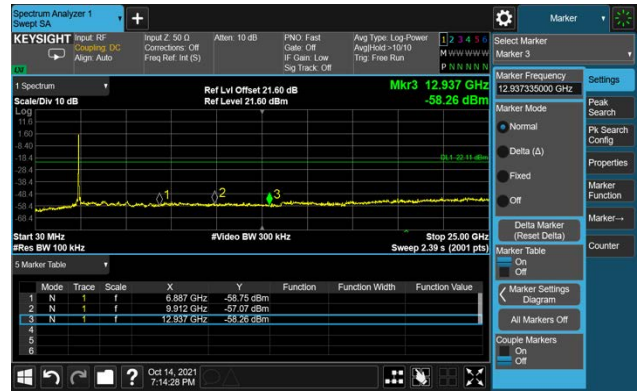 Spectrum Analyzer 1
Swept SA
Marker
KEYSIGHT
Input: RF
Coupling: DC
Align: Auto
Input Z: 50 Ω
Corrections: Off
Freq Ref: Int (S)
Atten: 10 dB
PNO: Fast
Gate: Off
IF Gain: Low
Sig Track: Off
Avg Type: Log-Power
Avg|Hold:>10/10
Trig: Free Run
1 2 3 4 5 6
M W W W W W
P N N N N N
Select Marker
Marker 3
1 Spectrum
Scale/Div 10 dB
Ref Lvl Offset 21.60 dB
Ref Level 21.60 dBm
Mkr3 12.937 GHz
-58.26 dBm
Log
11.6
1.60
-8.40
-18.4
-28.4
-38.4
-48.4
-58.4
-68.4
DL1 -22.11 dBm
1
2
3
Start 30 MHz
#Res BW 100 kHz
#Video BW 300 kHz
Stop 25.00 GHz
Sweep 2.39 s (2001 pts)
5 Marker Table
Mode Trace Scale X Y Function Function Width Function Value
1 N 1 f 6.887 GHz -58.75 dBm
2 N 1 f 9.912 GHz -57.07 dBm
3 N 1 f 12.937 GHz -58.26 dBm
4
5
6
Marker Frequency
12.937335000 GHz
Marker Mode
Normal
Delta (Δ)
Fixed
Off
Delta Marker
(Reset Delta)
Marker Table
On
Off
Marker Settings
Diagram
All Markers Off
Couple Markers
On
Off
Settings
Peak
Search
Pk Search
Config
Properties
Marker
Function
Marker→
Counter
?
Oct 14, 2021
7:14:28 PM